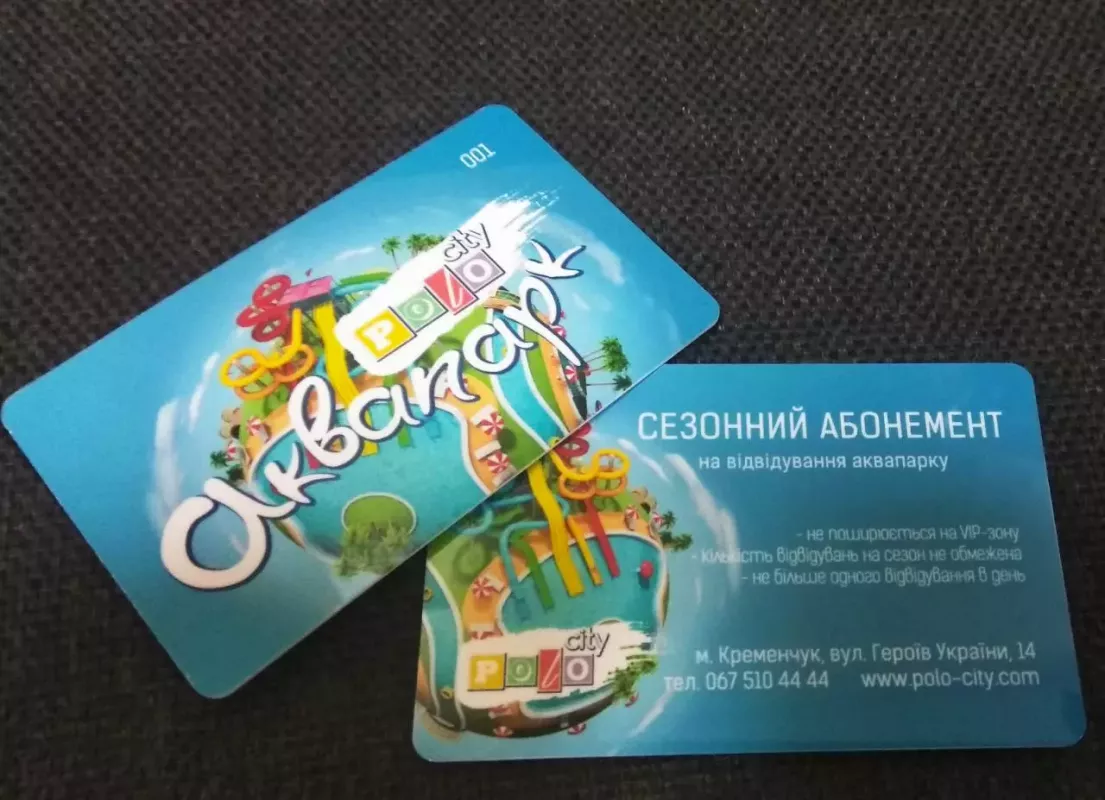 001
city
POLO
Аквапарк
СЕЗОННИЙ АБОНЕМЕНТ
на відвідування аквапарку
- не поширюється на VIP-зону
- кількість відвідувань на сезон не обмежена
- не більше одного відвідування в день
city
POLO
м. Кременчук, вул. Героїв України, 14
тел. 067 510 44 44 www.polo-city.com